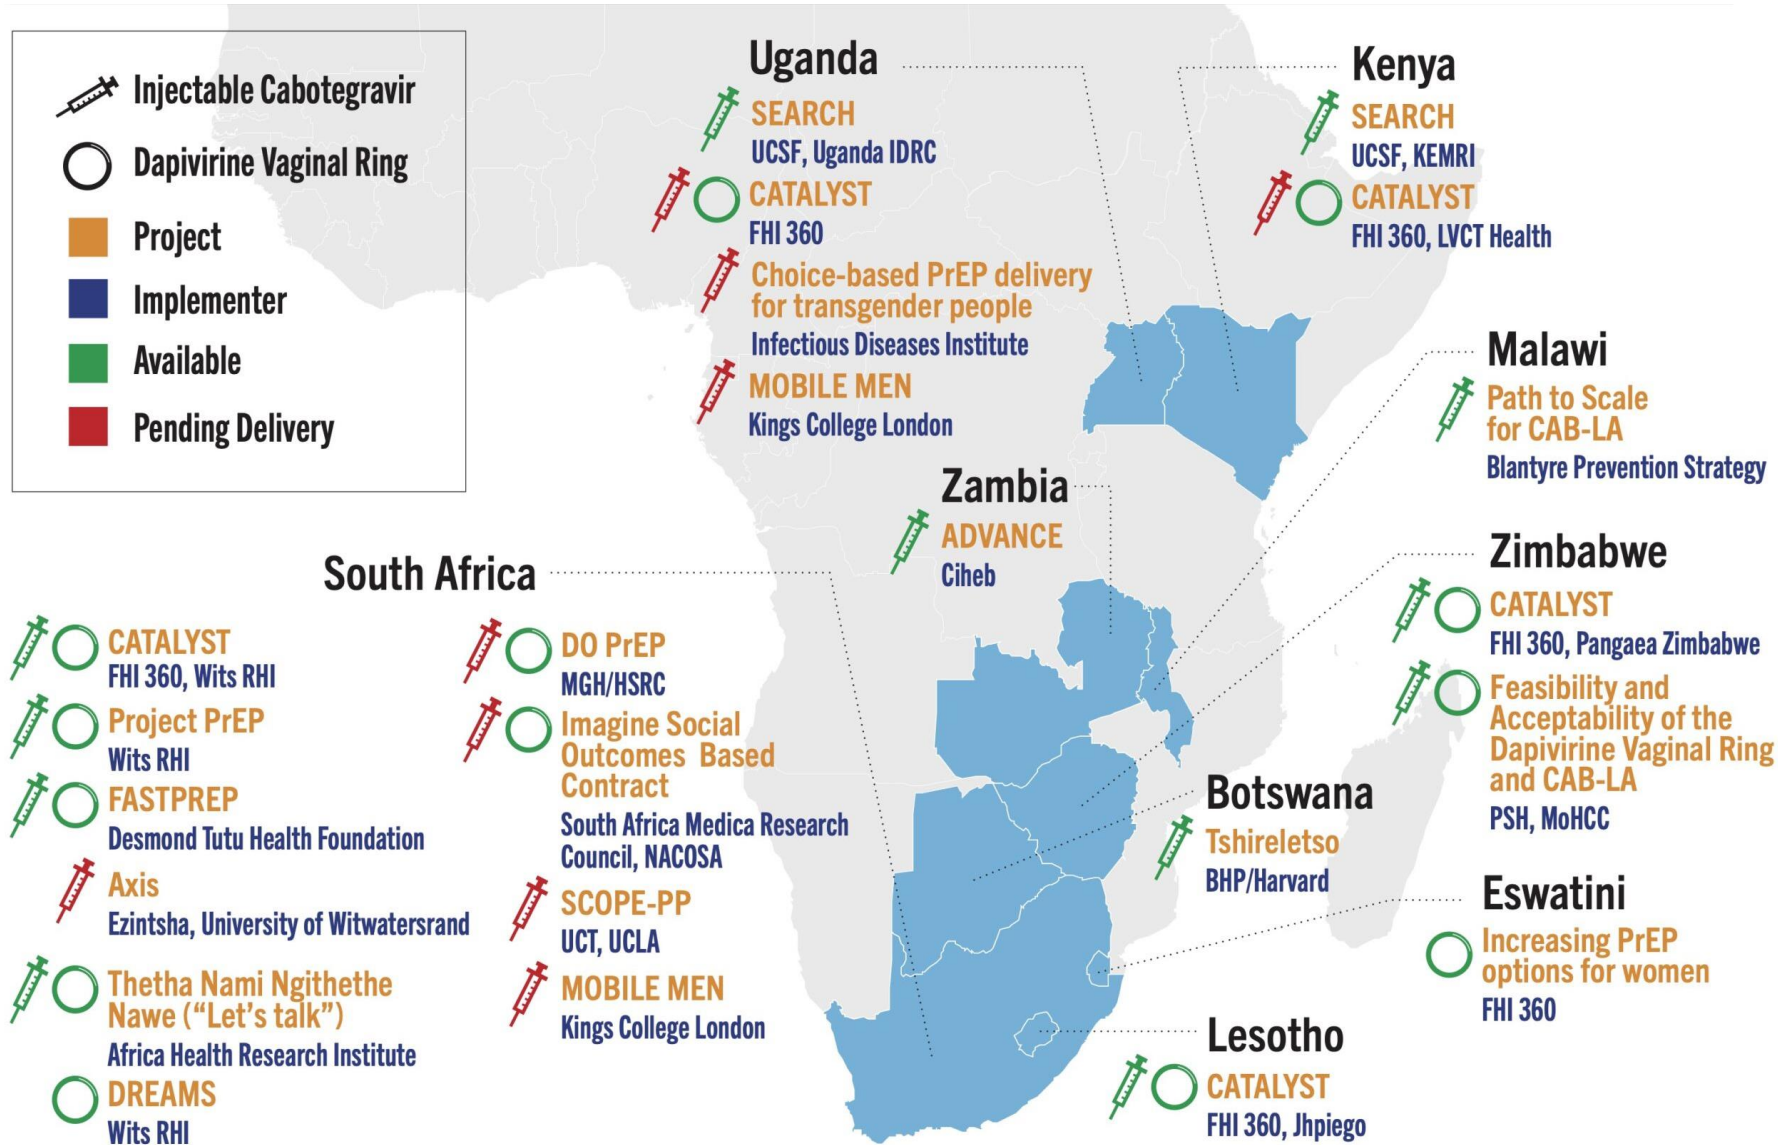 Injectable Cabotegravir
Dapivirine Vaginal Ring
Project
Implementer
Available
Pending Delivery
Uganda
SEARCH
UCSF, Uganda IDRC
CATALYST
FHI 360
Choice-based PrEP delivery
for transgender people
Infectious Diseases Institute
MOBILE MEN
Kings College London
Kenya
SEARCH
UCSF, KEMRI
CATALYST
FHI 360, LVCT Health
Malawi
Path to Scale
for CAB-LA
Blantyre Prevention Strategy
Zambia
ADVANCE
Ciheb
Zimbabwe
CATALYST
FHI 360, Pangaea Zimbabwe
Feasibility and
Acceptability of the
Dapivirine Vaginal Ring
and CAB-LA
PSH, MoHCC
South Africa
CATALYST
FHI 360, Wits RHI
Project PrEP
Wits RHI
FASTPREP
Desmond Tutu Health Foundation
Axis
Ezintsha, University of Witwatersrand
Thetha Nami Ngithethe
Nawe (“Let’s talk”)
Africa Health Research Institute
DREAMS
Wits RHI
DO PrEP
MGH/HSRC
Imagine Social
Outcomes Based
Contract
South Africa Medica Research
Council, NACOSA
SCOPE-PP
UCT, UCLA
MOBILE MEN
Kings College London
Botswana
Tshireletso
BHP/Harvard
Eswatini
Increasing PrEP
options for women
FHI 360
Lesotho
CATALYST
FHI 360, Jhpiego